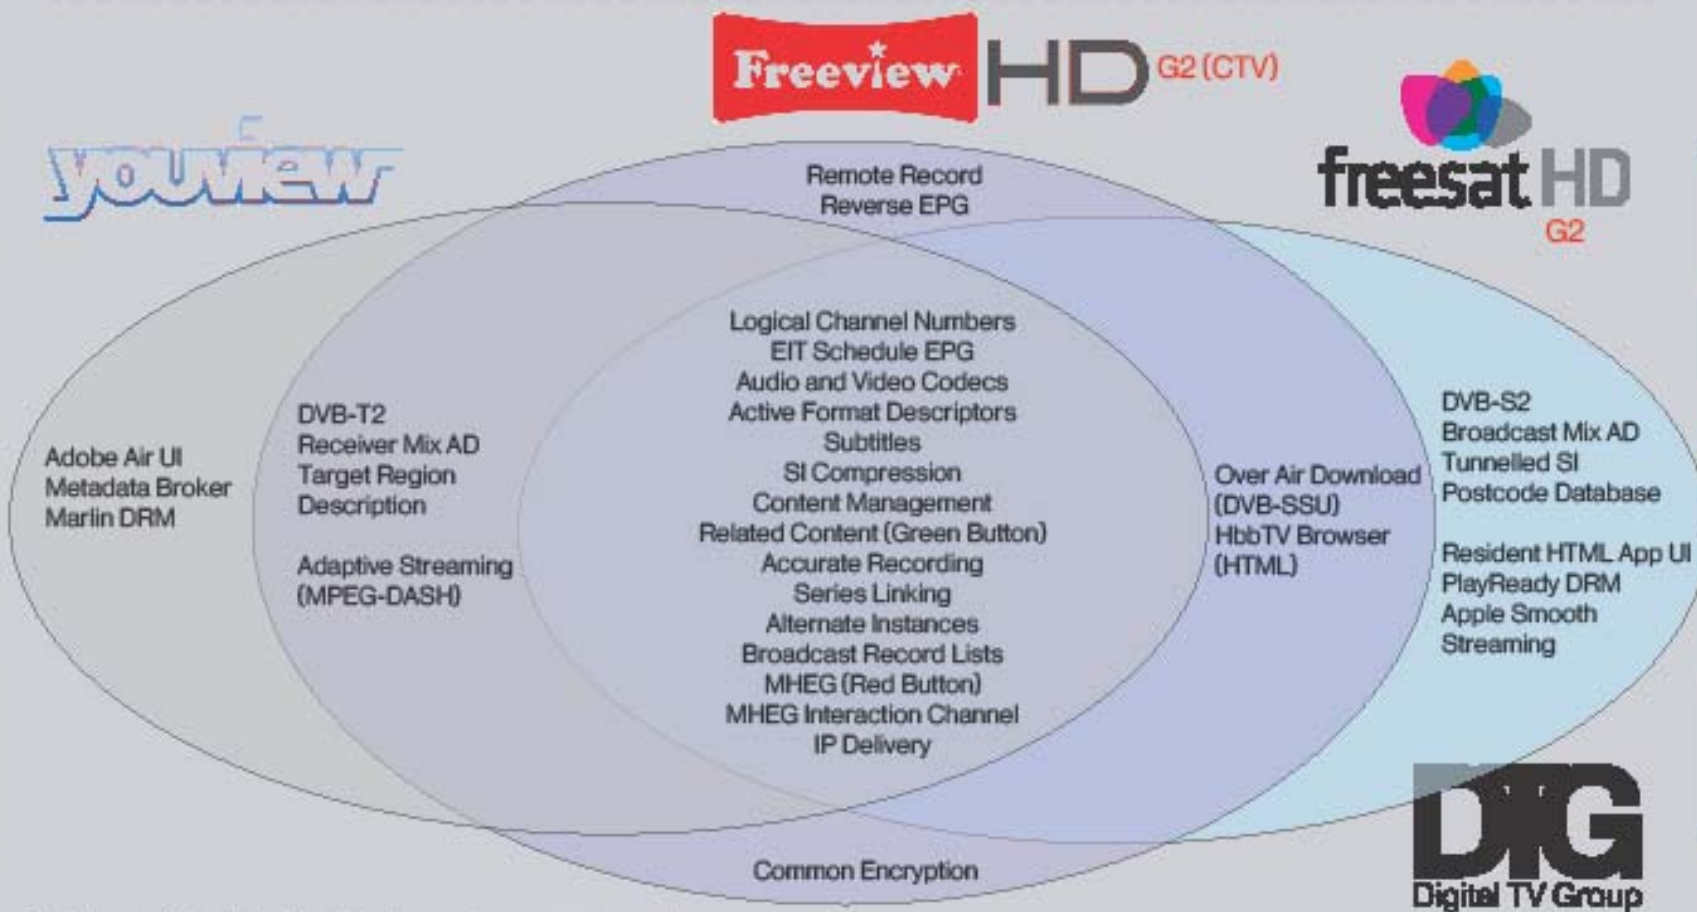 Freeview HD G2 (CTV)
youview
freesat HD
G2
Remote Record
Reverse EPG
Logical Channel Numbers
EIT Schedule EPG
Audio and Video Codecs
Active Format Descriptors
Subtitles
SI Compression
Content Management
Related Content (Green Button)
Accurate Recording
Series Linking
Alternate Instances
Broadcast Record Lists
MHEG (Red Button)
MHEG Interaction Channel
IP Delivery
Adobe Air UI
Metadata Broker
Marlin DRM
DVB-T2
Receiver Mix AD
Target Region
Description
Adaptive Streaming
(MPEG-DASH)
Over Air Download
(DVB-SSU)
HbbTV Browser
(HTML)
DVB-S2
Broadcast Mix AD
Tunnelled SI
Postcode Database
Resident HTML App UI
PlayReady DRM
Apple Smooth
Streaming
Common Encryption
DTG
Digital TV Group